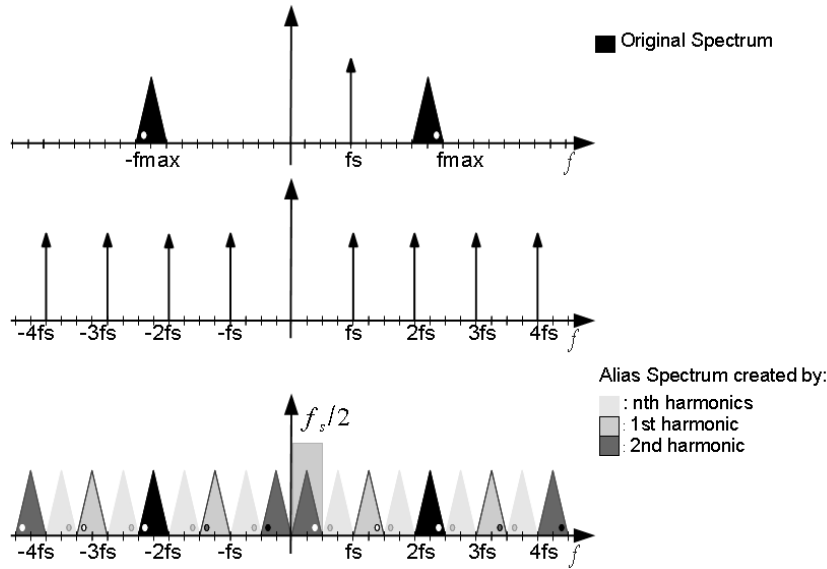 Original Spectrum
-fmax fs fmax f
-4fs -3fs -2fs -fs fs 2fs 3fs 4fs
f
Alias Spectrum created by:
: nth harmonics
: 1st harmonic
: 2nd harmonic
f_s/2
-4fs -3fs -2fs -fs fs 2fs 3fs 4fs f